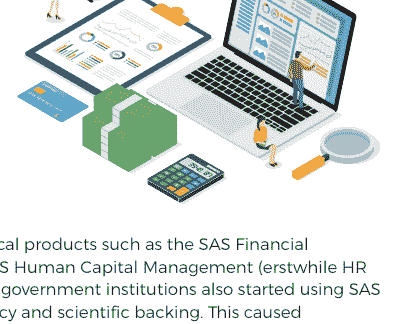 cal products such as the SAS Financial
S Human Capital Management (erstwhile HR
government institutions also started using SAS
cy and scientific backing. This caused